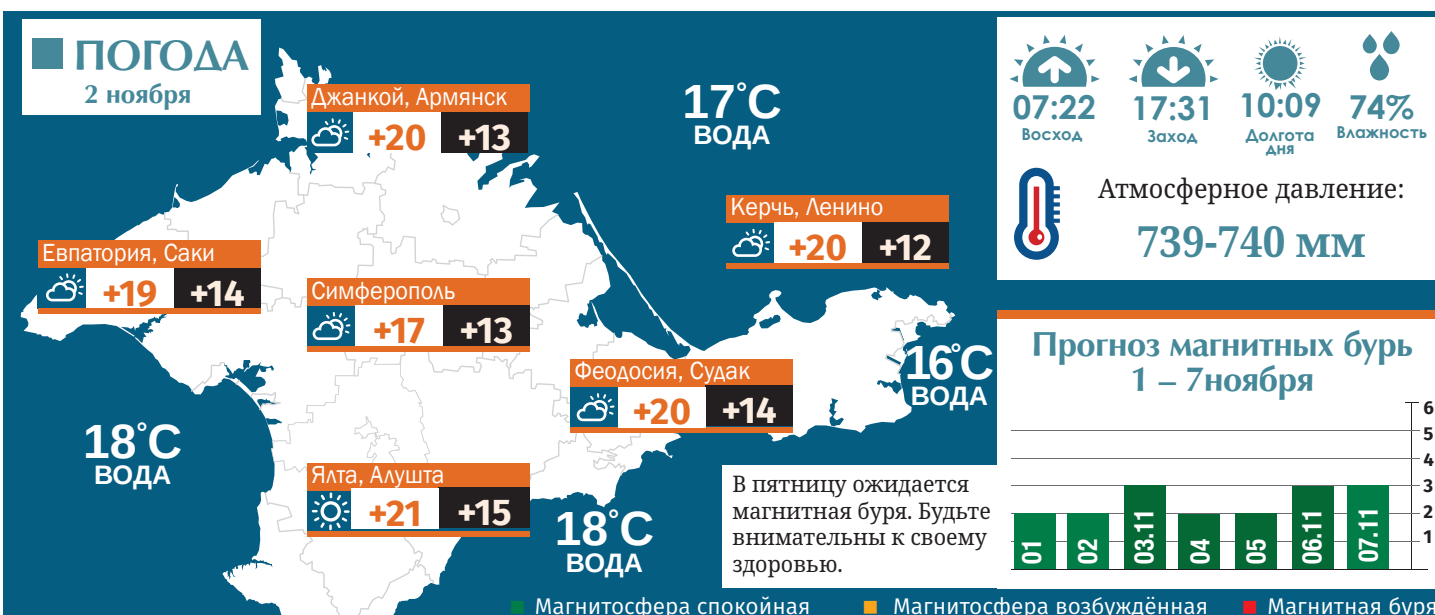 ПОГОДА
2 ноября
Джанкой, Армянск
+20 +13
17°C
ВОДА
Керчь, Ленино
+20 +12
Евпатория, Саки
+19 +14
Симферополь
+17 +13
Феодосия, Судак
+20 +14
16°C
ВОДА
18°C
ВОДА
Ялта, Алушта
+21 +15
18°C
ВОДА
В пятницу ожидается
магнитная буря. Будьте
внимательны к своему
здоровью.
07:22 17:31 10:09 74%
Восход Заход Долгота дня Влажность
Атмосферное давление:
739-740 мм
Прогноз магнитных бурь
1 – 7ноября
6
5
4
3
2
1
01 02 03.11 04 05 06.11 07.11
Магнитосфера спокойная Магнитосфера возбуждённая Магнитная буря